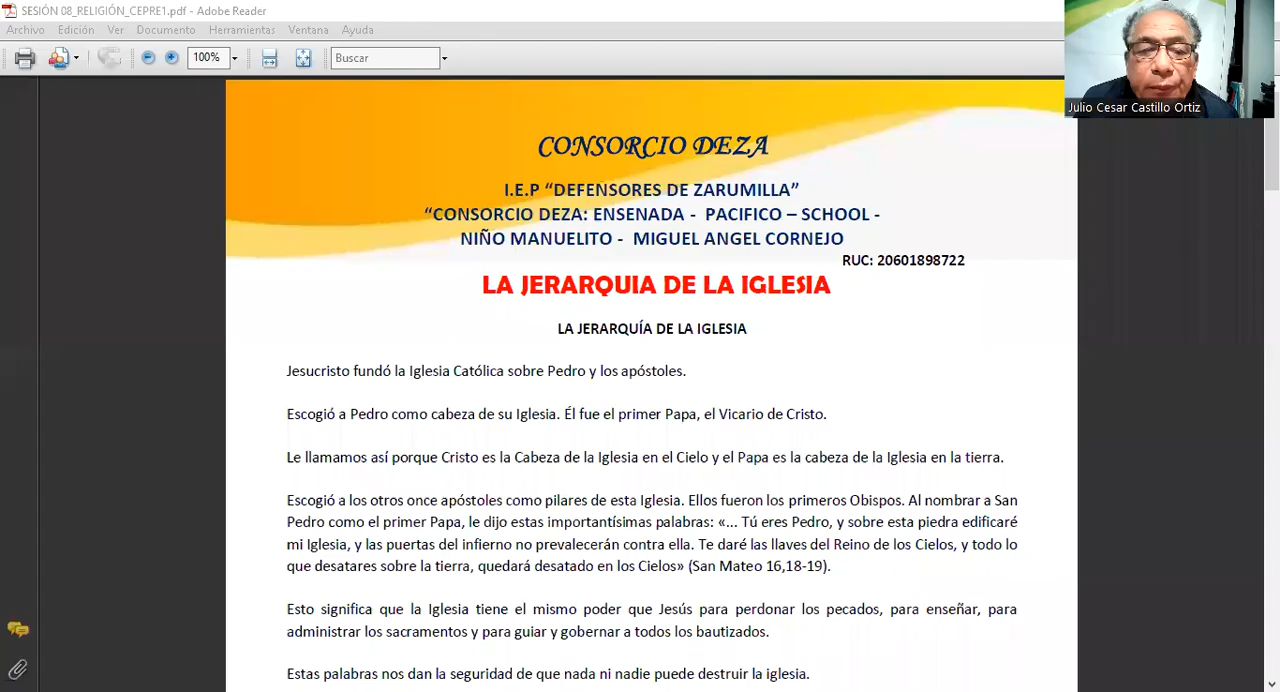 SESIÓN 08_RELIGIÓN_CEPRE1.pdf - Adobe Reader
Archivo Edición Ver Documento Herramientas Ventana Ayuda
100% Buscar
Julio Cesar Castillo Ortiz
CONSORCIO DEZA
I.E.P “DEFENSORES DE ZARUMILLA”
“CONSORCIO DEZA: ENSENADA - PACIFICO – SCHOOL -
NIÑO MANUELITO - MIGUEL ANGEL CORNEJO
RUC: 20601898722
LA JERARQUIA DE LA IGLESIA
LA JERARQUÍA DE LA IGLESIA
Jesucristo fundó la Iglesia Católica sobre Pedro y los apóstoles.
Escogió a Pedro como cabeza de su Iglesia. Él fue el primer Papa, el Vicario de Cristo.
Le llamamos así porque Cristo es la Cabeza de la Iglesia en el Cielo y el Papa es la cabeza de la Iglesia en la tierra.
Escogió a los otros once apóstoles como pilares de esta Iglesia. Ellos fueron los primeros Obispos. Al nombrar a San
Pedro como el primer Papa, le dijo estas importantísimas palabras: «... Tú eres Pedro, y sobre esta piedra edificaré
mi Iglesia, y las puertas del infierno no prevalecerán contra ella. Te daré las llaves del Reino de los Cielos, y todo lo
que desatares sobre la tierra, quedará desatado en los Cielos» (San Mateo 16,18-19).
Esto significa que la Iglesia tiene el mismo poder que Jesús para perdonar los pecados, para enseñar, para
administrar los sacramentos y para guiar y gobernar a todos los bautizados.
Estas palabras nos dan la seguridad de que nada ni nadie puede destruir la iglesia.